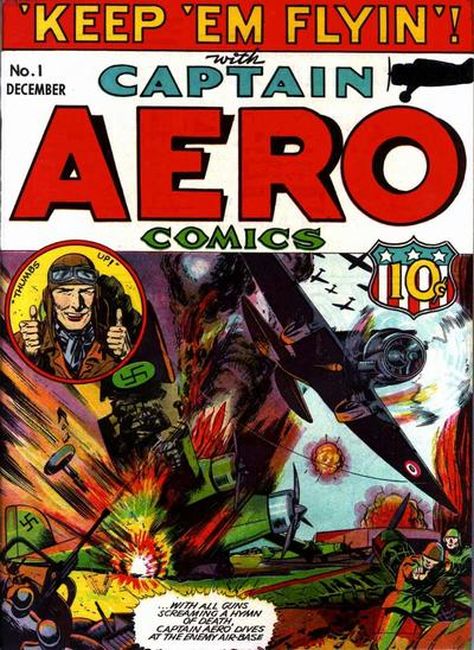 'KEEP 'EM FLYIN'!
with
No.1
DECEMBER
CAPTAIN
AERO
COMICS
10¢
"THUMBS UP!"
...WITH ALL GUNS
SCREAMING A HYMN
OF DEATH,
CAPTAIN AERO DIVES
AT THE ENEMY AIR-BASE